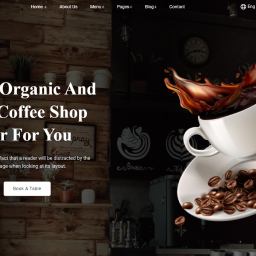 Home About Us Menu Pages Blog Contact Eng
Organic And
Coffee Shop
r For You
fact that a reader will be distracted by the
page when looking at its layout.
Book A Table